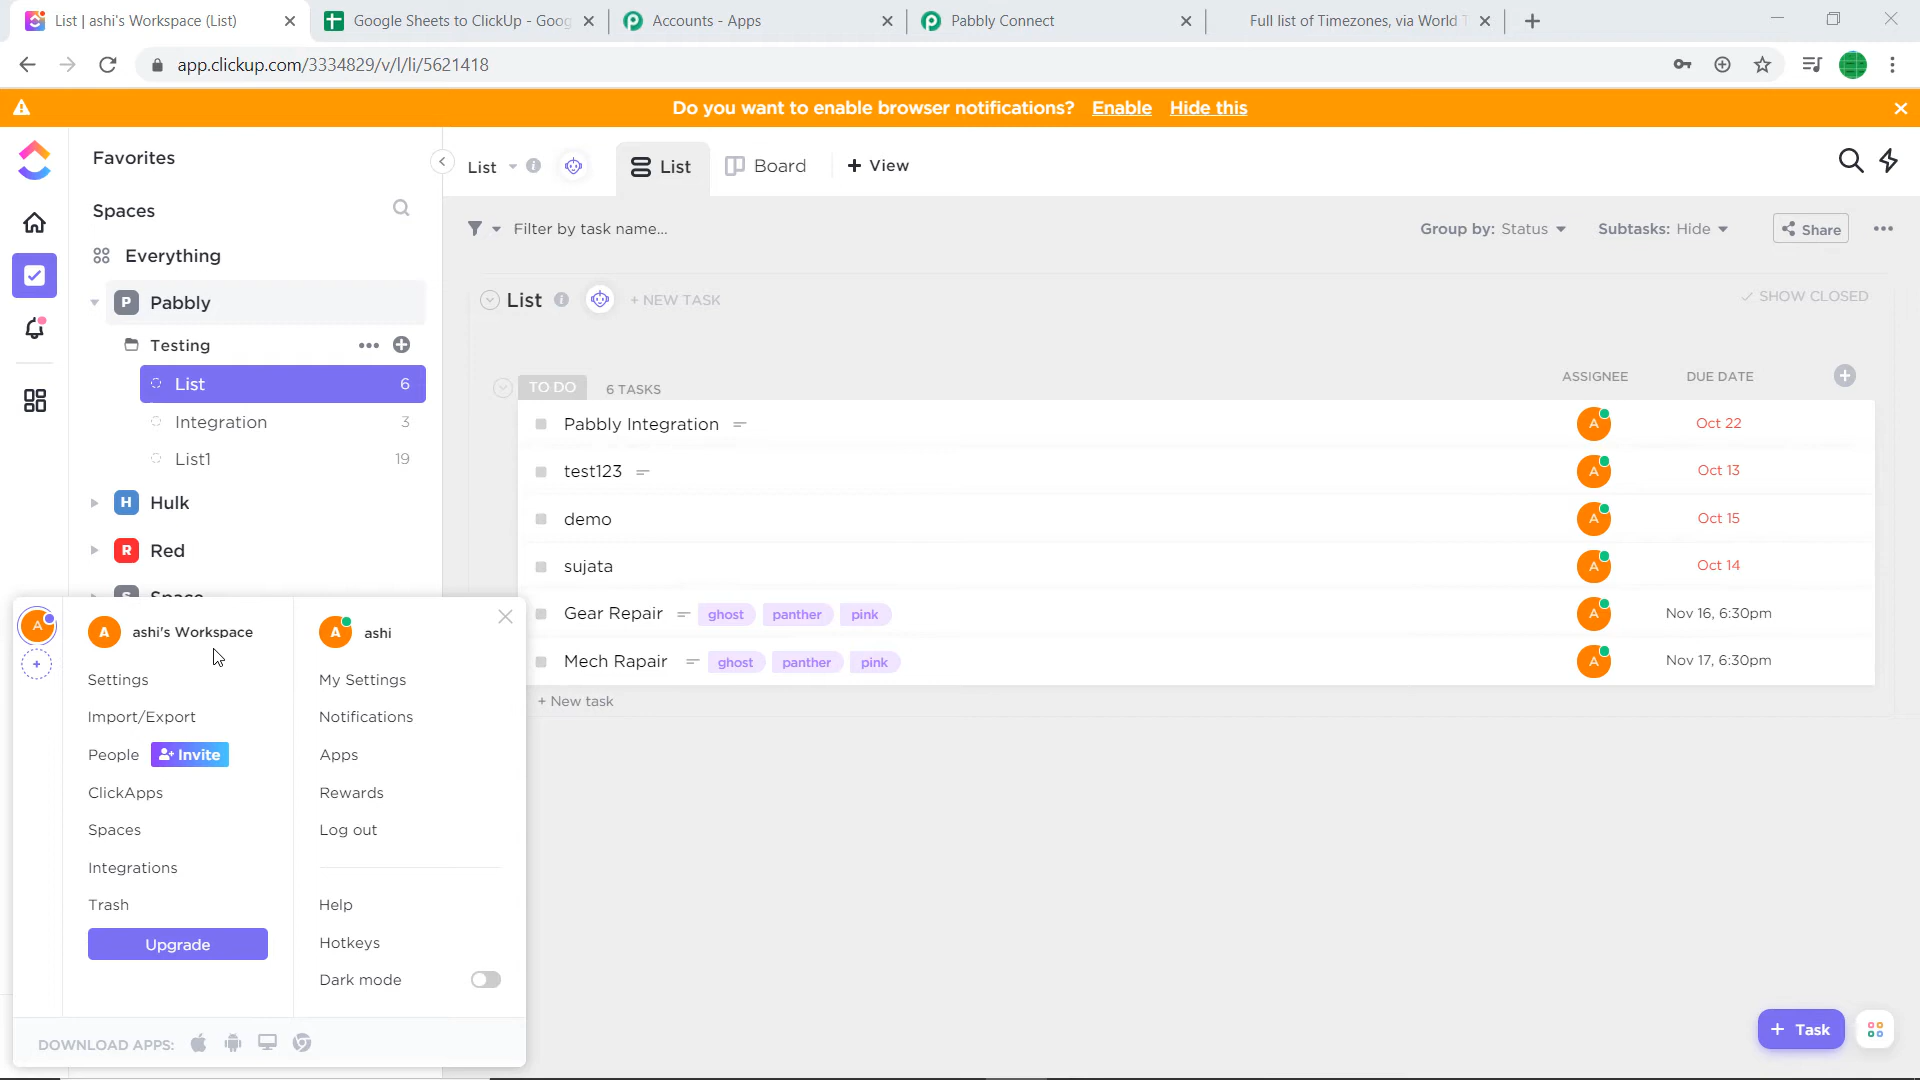 List | ashi's Workspace (List)
Google Sheets to ClickUp - Goog
Accounts - Apps
Pabbly Connect
Full list of Timezones, via World T
app.clickup.com/3334829/v/l/li/5621418
Do you want to enable browser notifications? Enable Hide this
Favorites
List
List
Board
+ View
Spaces
Filter by task name...
Group by: Status
Subtasks: Hide
Share
Everything
P Pabbly
List
+ NEW TASK
SHOW CLOSED
Testing
List 6
TO DO 6 TASKS ASSIGNEE DUE DATE
Integration 3
Pabbly Integration A Oct 22
List1 19
test123 A Oct 13
H Hulk
demo A Oct 15
R Red
sujata A Oct 14
S Space
Gear Repair ghost panther pink A Nov 16, 6:30pm
Mech Rapair ghost panther pink A Nov 17, 6:30pm
+ New task
A
A ashi's Workspace
Settings
Import/Export
People Invite
ClickApps
Spaces
Integrations
Trash
Upgrade
A ashi
My Settings
Notifications
Apps
Rewards
Log out
Help
Hotkeys
Dark mode
DOWNLOAD APPS:
+ Task